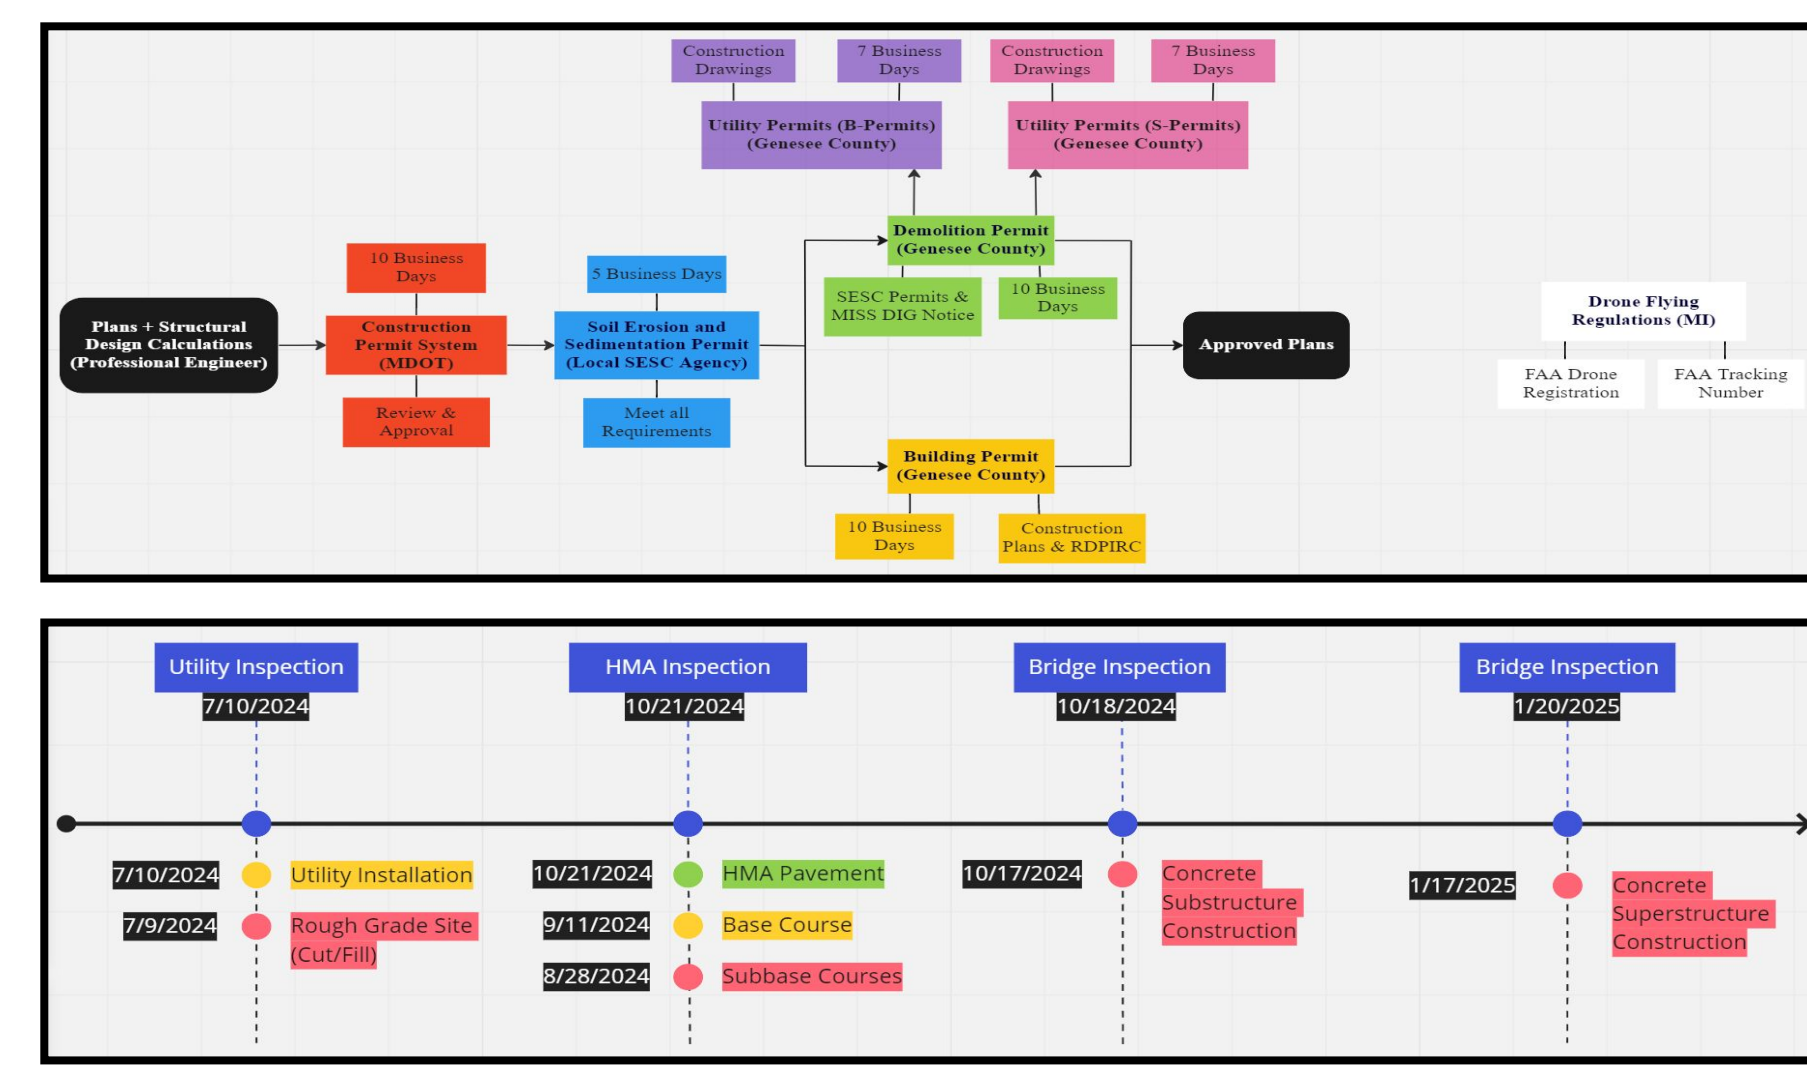 Construction
Drawings
7 Business
Days
Construction
Drawings
7 Business
Days
Utility Permits (B-Permits)
(Genesee County)
Utility Permits (S-Permits)
(Genesee County)
Demolition Permit
(Genesee County)
SESC Permits &
MISS DIG Notice
10 Business
Days
10 Business
Days
5 Business Days
Plans + Structural
Design Calculations
(Professional Engineer)
Construction
Permit System
(MDOT)
Soil Erosion and
Sedimentation Permit
(Local SESC Agency)
Approved Plans
Review &
Approval
Meet all
Requirements
Building Permit
(Genesee County)
10 Business
Days
Construction
Plans & RDPIRC
Drone Flying
Regulations (MI)
FAA Drone
Registration
FAA Tracking
Number
Utility Inspection
7/10/2024
7/10/2024
Utility Installation
7/9/2024
Rough Grade Site
(Cut/Fill)
HMA Inspection
10/21/2024
10/21/2024
HMA Pavement
9/11/2024
Base Course
8/28/2024
Subbase Courses
Bridge Inspection
10/18/2024
10/17/2024
Concrete
Substructure
Construction
Bridge Inspection
1/20/2025
1/17/2025
Concrete
Superstructure
Construction